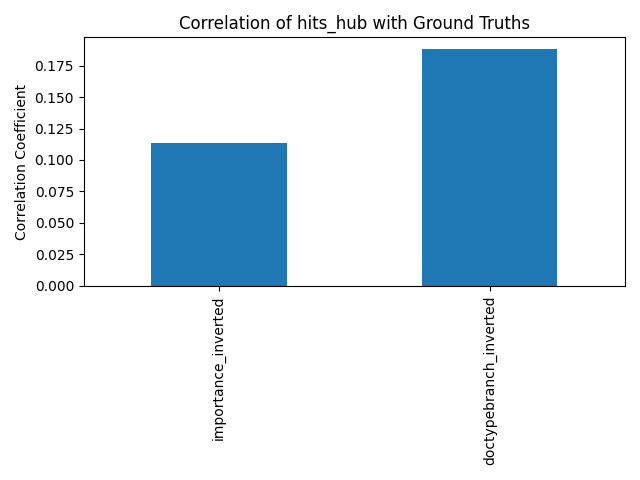 Correlation of hits_hub with Ground Truths
Correlation Coefficient
0.175
0.150
0.125
0.100
0.075
0.050
0.025
0.000
importance_inverted
doctypebranch_inverted